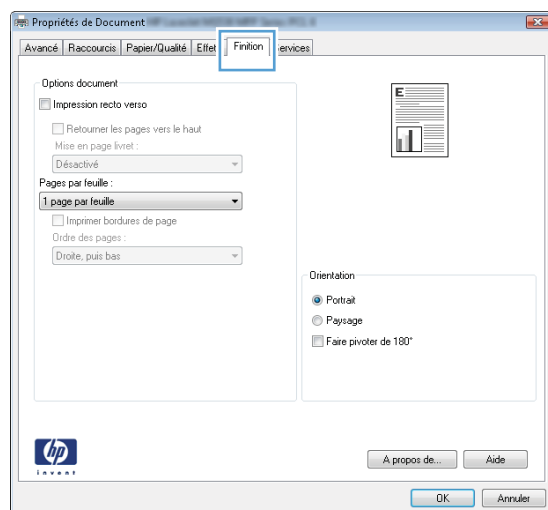 Propriétés de Document
Avancé Raccourcis Papier/Qualité Effet Finition ervices
Options document
Impression recto verso
Retourner les pages vers le haut
Mise en page livret :
Désactivé
Pages par feuille :
1 page par feuille
Imprimer bordures de page
Ordre des pages :
Droite, puis bas
E
Orientation
Portrait
Paysage
Faire pivoter de 180°
hp
invent
A propos de... Aide
OK Annuler